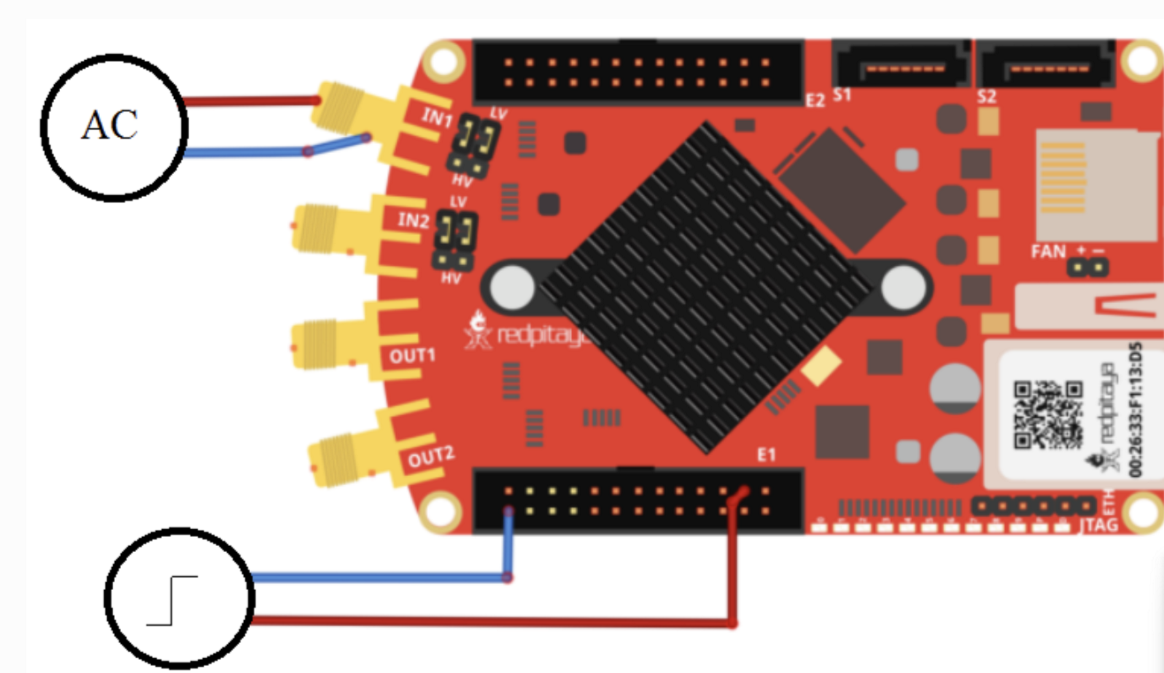 AC
IN1
LV
HV
E2
S1
S2
IN2
LV
HV
FAN + −
redpitaya
OUT1
redpitaya
00:26:33:F1:13:D5
OUT2
E1
ETH
JTAG